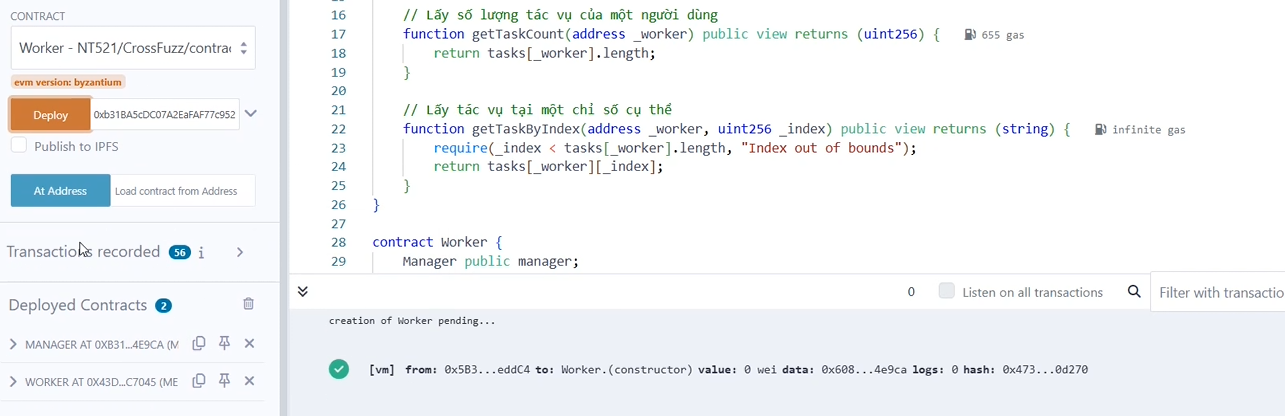 CONTRACT
Worker - NT521/CrossFuzz/contrac
evm version: byzantium
Deploy 0xb31BA5cDC07A2EaFAF77c952
Publish to IPFS
At Address Load contract from Address
Transactions recorded 56 i
Deployed Contracts 2
MANAGER AT 0XB31...4E9CA (M
WORKER AT 0X43D...C7045 (ME
16 // Lấy số lượng tác vụ của một người dùng
17 function getTaskCount(address _worker) public view returns (uint256) { 655 gas
18 return tasks[_worker].length;
19 }
20
21 // Lấy tác vụ tại một chỉ số cụ thể
22 function getTaskByIndex(address _worker, uint256 _index) public view returns (string) { infinite gas
23 require(_index < tasks[_worker].length, "Index out of bounds");
24 return tasks[_worker][_index];
25 }
26 }
27
28 contract Worker {
29 Manager public manager;
0 Listen on all transactions Filter with transactio
creation of Worker pending...
[vm] from: 0x5B3...eddC4 to: Worker.(constructor) value: 0 wei data: 0x608...4e9ca logs: 0 hash: 0x473...0d270